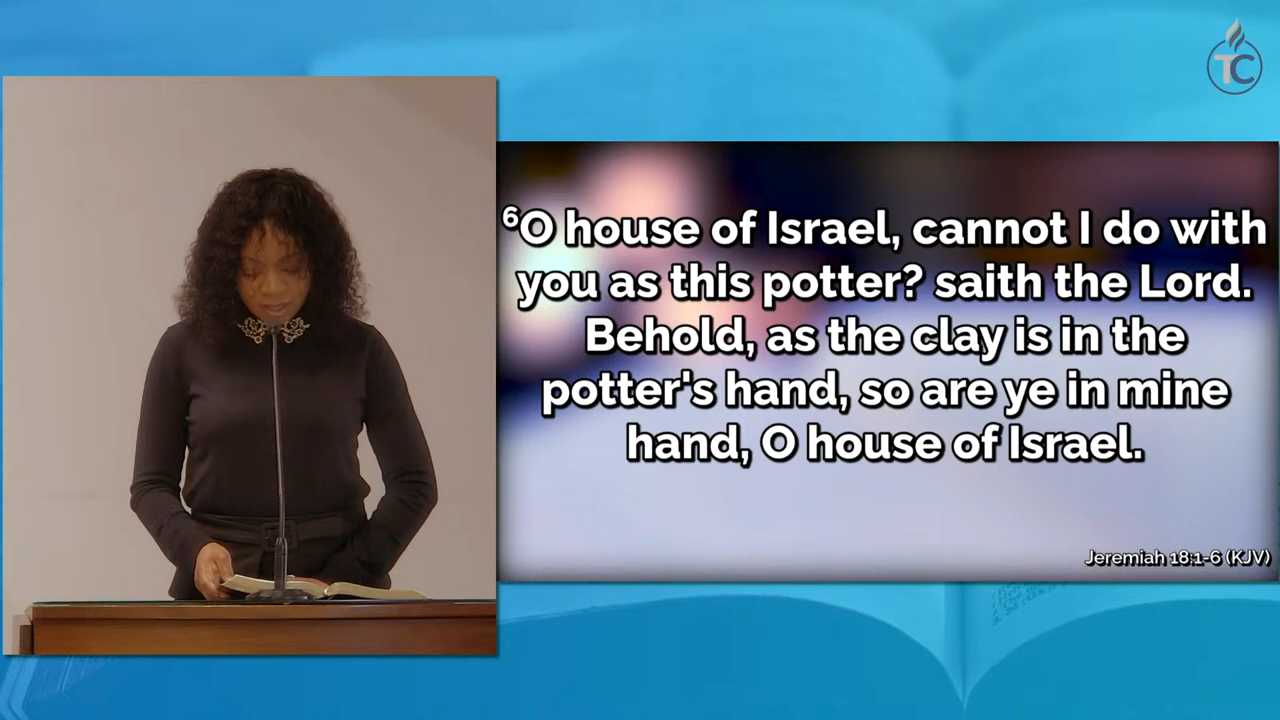 TC
⁶O house of Israel, cannot I do with
you as this potter? saith the Lord.
Behold, as the clay is in the
potter's hand, so are ye in mine
hand, O house of Israel.
Jeremiah 18:1-6 (KJV)